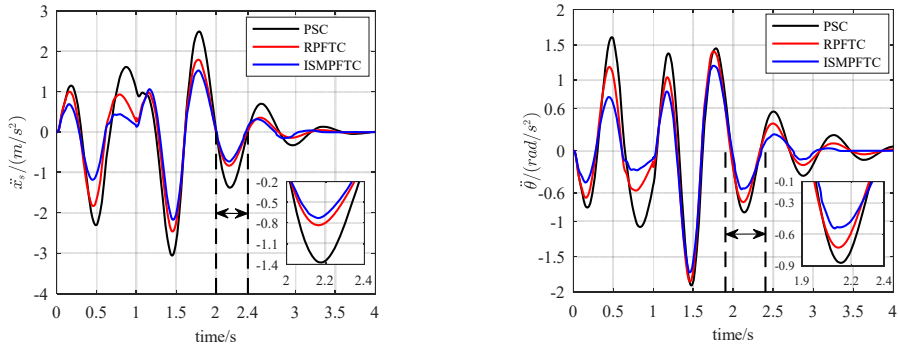 3
2
1
0
-1
-2
-3
-4
ẍₛ/(m/s²)
PSC
RPFTC
ISMPFTC
-0.2
-0.5
-0.8
-1.1
-1.4
2 2.2 2.4
0 0.5 1 1.5 2 2.4 3 3.5 4
time/s
2
1.5
1
0.6
0
-0.6
-1
-1.5
-2
θ̈/(rad/s²)
PSC
RPFTC
ISMPFTC
-0.1
-0.3
-0.6
-0.9
1.9 2.2 2.4
0 0.5 1 1.5 1.9 2.4 3 3.5 4
time/s